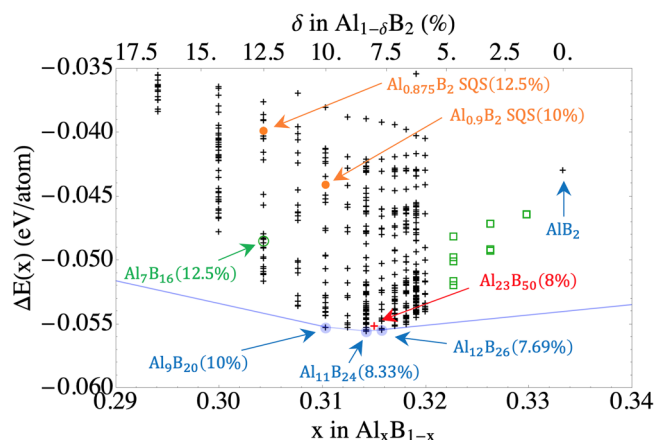 δ in Al₁₋δB₂ (%)
17.5 15. 12.5 10. 7.5 5. 2.5 0.
−0.035
Al₀.₈₇₅B₂ SQS(12.5%)
−0.040
Al₀.₉B₂ SQS(10%)
−0.045
AlB₂
−0.050
Al₇B₁₆(12.5%)
Al₂₃B₅₀(8%)
−0.055
Al₉B₂₀(10%)
Al₁₁B₂₄(8.33%)
Al₁₂B₂₆(7.69%)
−0.060
0.29 0.30 0.31 0.32 0.33 0.34
x in AlₓB₁₋ₓ
ΔE(x) (eV/atom)